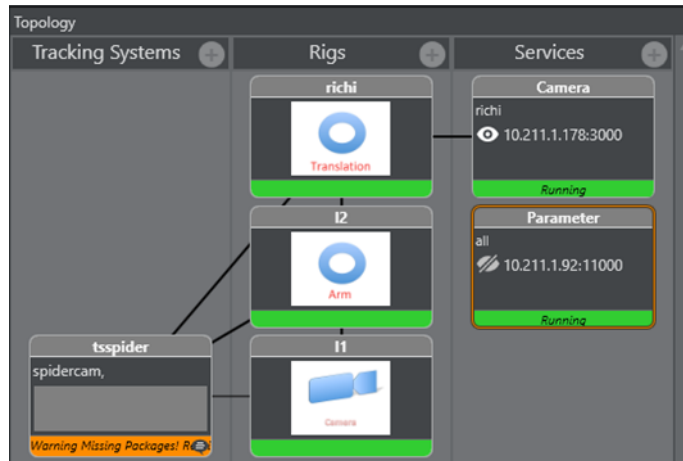 Topology
Tracking Systems
Rigs
Services
richi
Translation
Camera
richi
10.211.1.178:3000
Running
l2
Arm
Parameter
all
10.211.1.92:11000
Running
tsspider
spidercam,
Warning Missing Packages!
l1
Camera